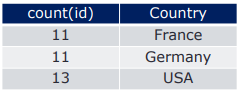 count(id) Country
11 France
11 Germany
13 USA